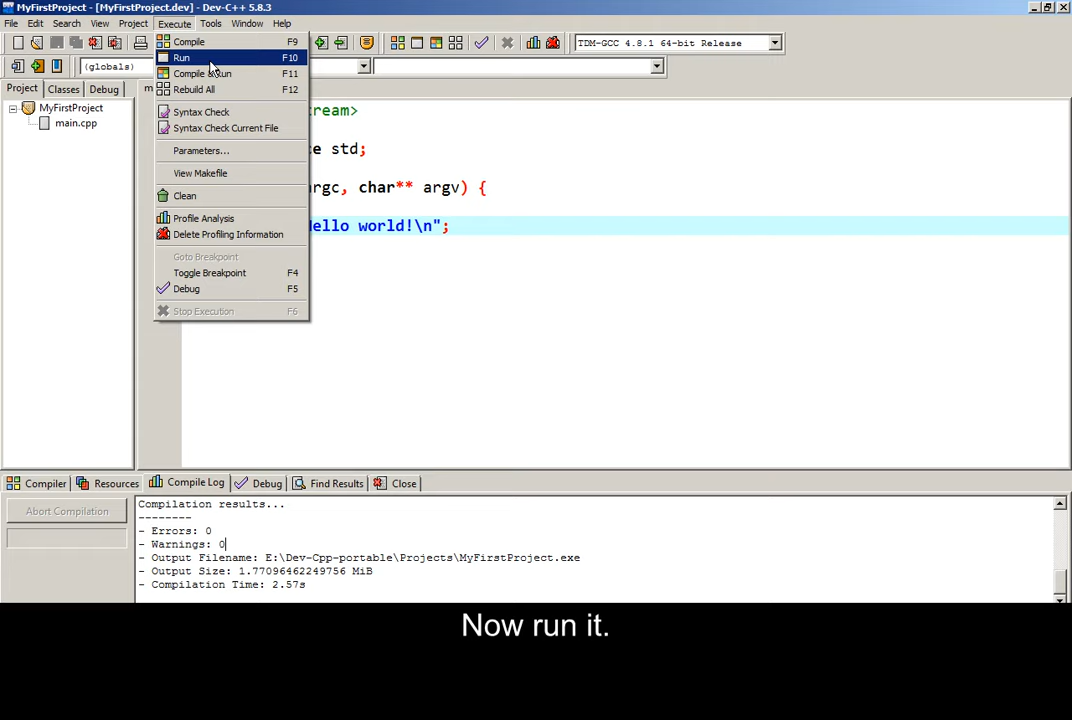 MyFirstProject - [MyFirstProject.dev] - Dev-C++ 5.8.3
File Edit Search View Project Execute Tools Window Help
TDM-GCC 4.8.1 64-bit Release
(globals)
Project Classes Debug
MyFirstProject
main.cpp
Compile F9
Run F10
Compile & Run F11
Rebuild All F12
Syntax Check
Syntax Check Current File
Parameters...
View Makefile
Clean
Profile Analysis
Delete Profiling Information
Goto Breakpoint
Toggle Breakpoint F4
Debug F5
Stop Execution F6
tream>
ce std;
argc, char** argv) {
ello world!\n";
Compiler Resources Compile Log Debug Find Results Close
Abort Compilation
Compilation results...
--------
- Errors: 0
- Warnings: 0
- Output Filename: E:\Dev-Cpp-portable\Projects\MyFirstProject.exe
- Output Size: 1.77096462249756 MiB
- Compilation Time: 2.57s
Now run it.